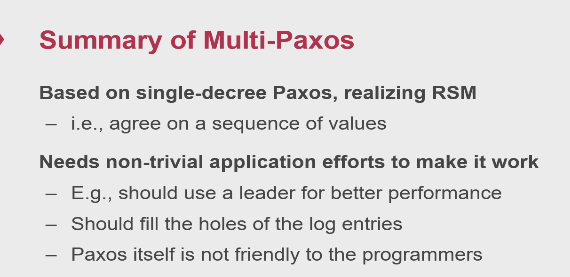 Summary of Multi-Paxos
Based on single-decree Paxos, realizing RSM
– i.e., agree on a sequence of values
Needs non-trivial application efforts to make it work
– E.g., should use a leader for better performance
– Should fill the holes of the log entries
– Paxos itself is not friendly to the programmers